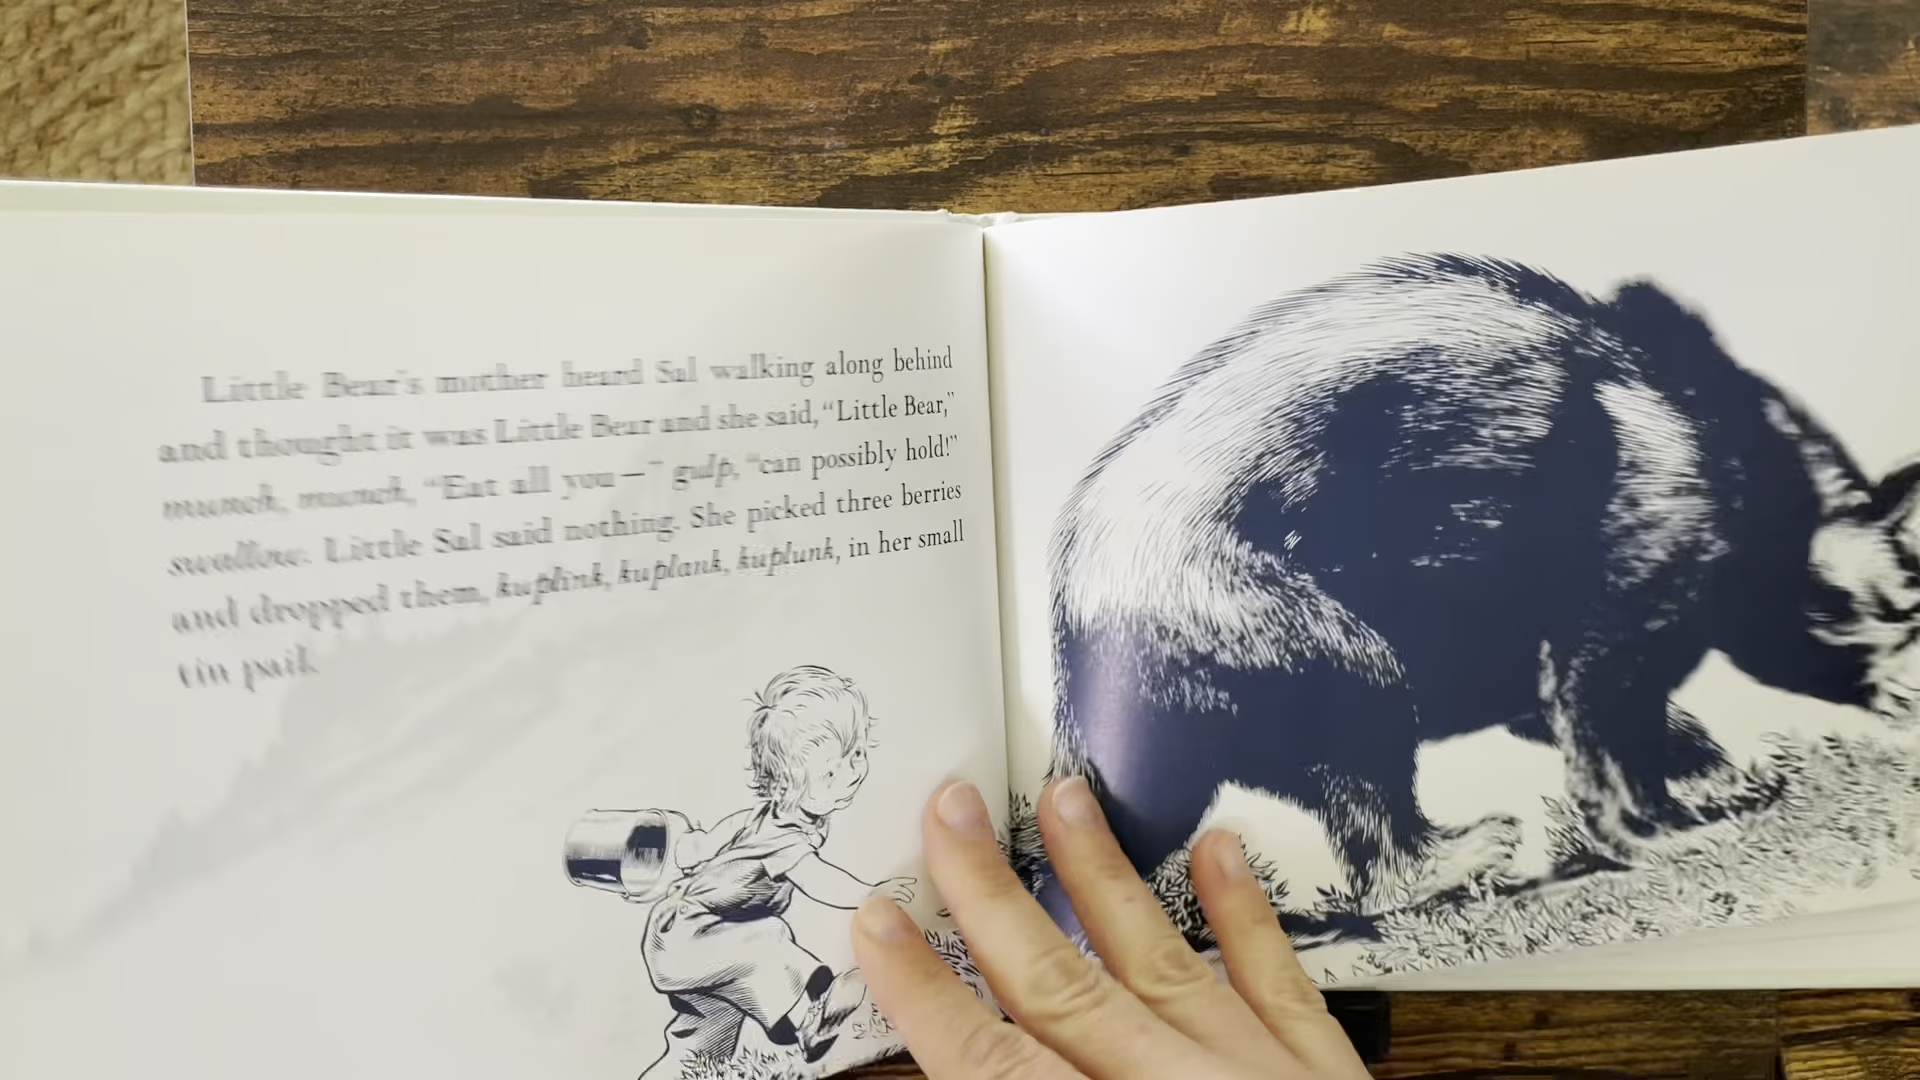 Little Bear's mother heard Sal walking along behind
and thought it was Little Bear and she said, “Little Bear,”
munch, munch, “Eat all you—” gulp, “can possibly hold!”
swallow. Little Sal said nothing. She picked three berries
and dropped them, kuplink, kuplank, kuplunk, in her small
tin pail.